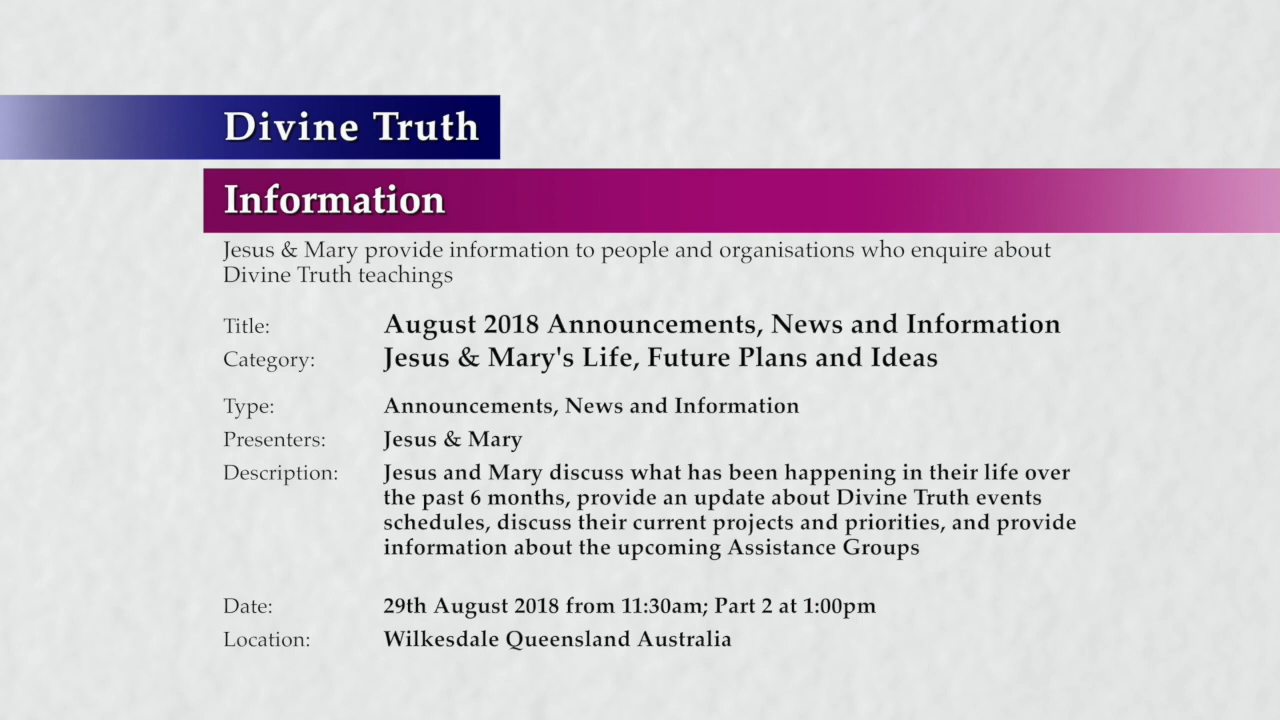 Divine Truth
Information
Jesus & Mary provide information to people and organisations who enquire about
Divine Truth teachings
Title: August 2018 Announcements, News and Information
Category: Jesus & Mary's Life, Future Plans and Ideas
Type: Announcements, News and Information
Presenters: Jesus & Mary
Description: Jesus and Mary discuss what has been happening in their life over
the past 6 months, provide an update about Divine Truth events
schedules, discuss their current projects and priorities, and provide
information about the upcoming Assistance Groups
Date: 29th August 2018 from 11:30am; Part 2 at 1:00pm
Location: Wilkesdale Queensland Australia